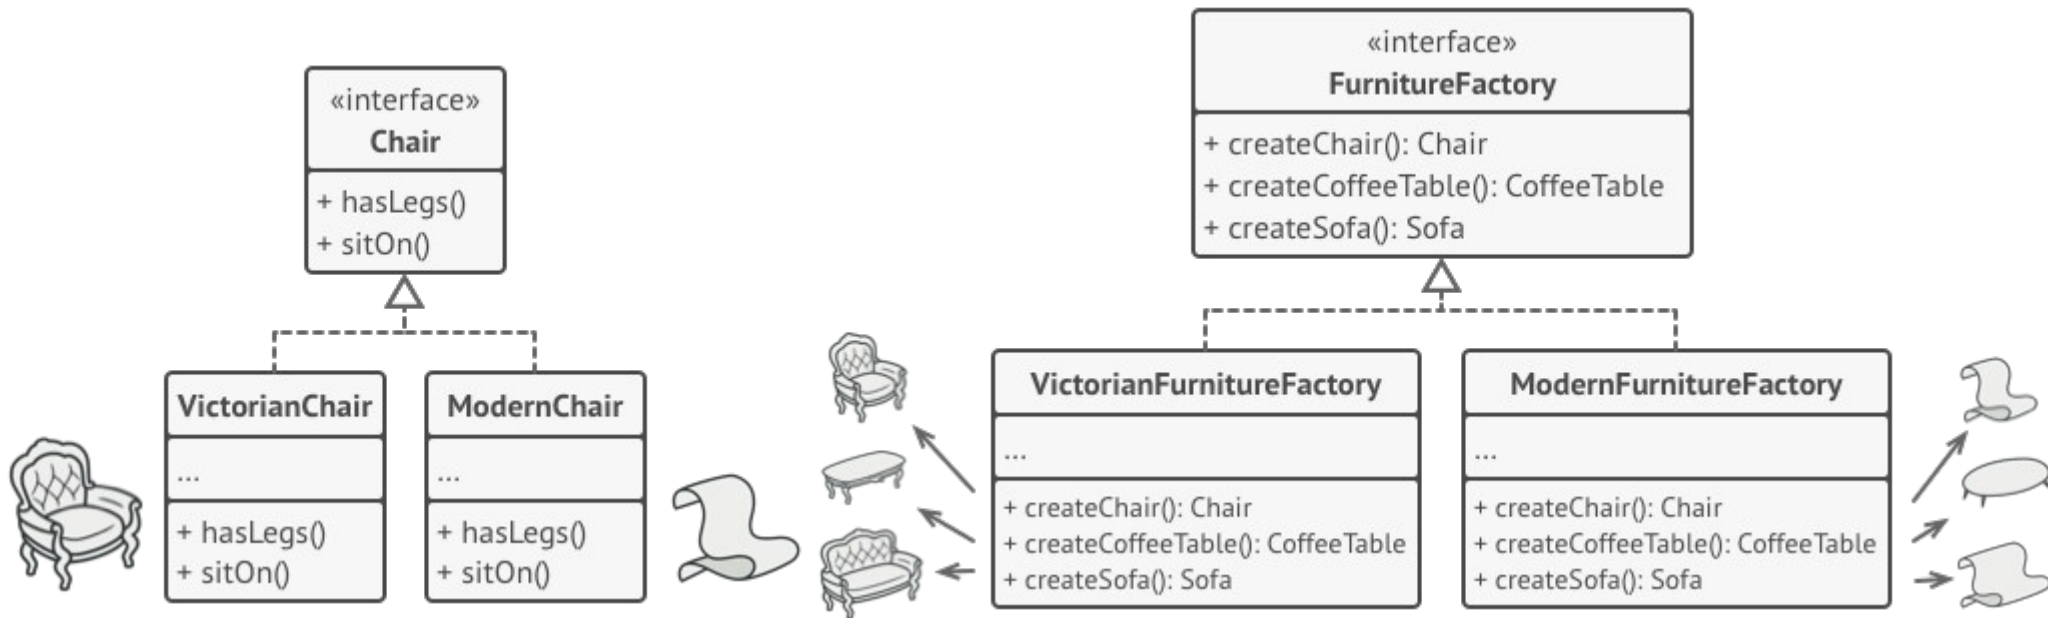 «interface»
Chair
+ hasLegs()
+ sitOn()
VictorianChair
...
+ hasLegs()
+ sitOn()
ModernChair
...
+ hasLegs()
+ sitOn()
«interface»
FurnitureFactory
+ createChair(): Chair
+ createCoffeeTable(): CoffeeTable
+ createSofa(): Sofa
VictorianFurnitureFactory
...
+ createChair(): Chair
+ createCoffeeTable(): CoffeeTable
+ createSofa(): Sofa
ModernFurnitureFactory
...
+ createChair(): Chair
+ createCoffeeTable(): CoffeeTable
+ createSofa(): Sofa